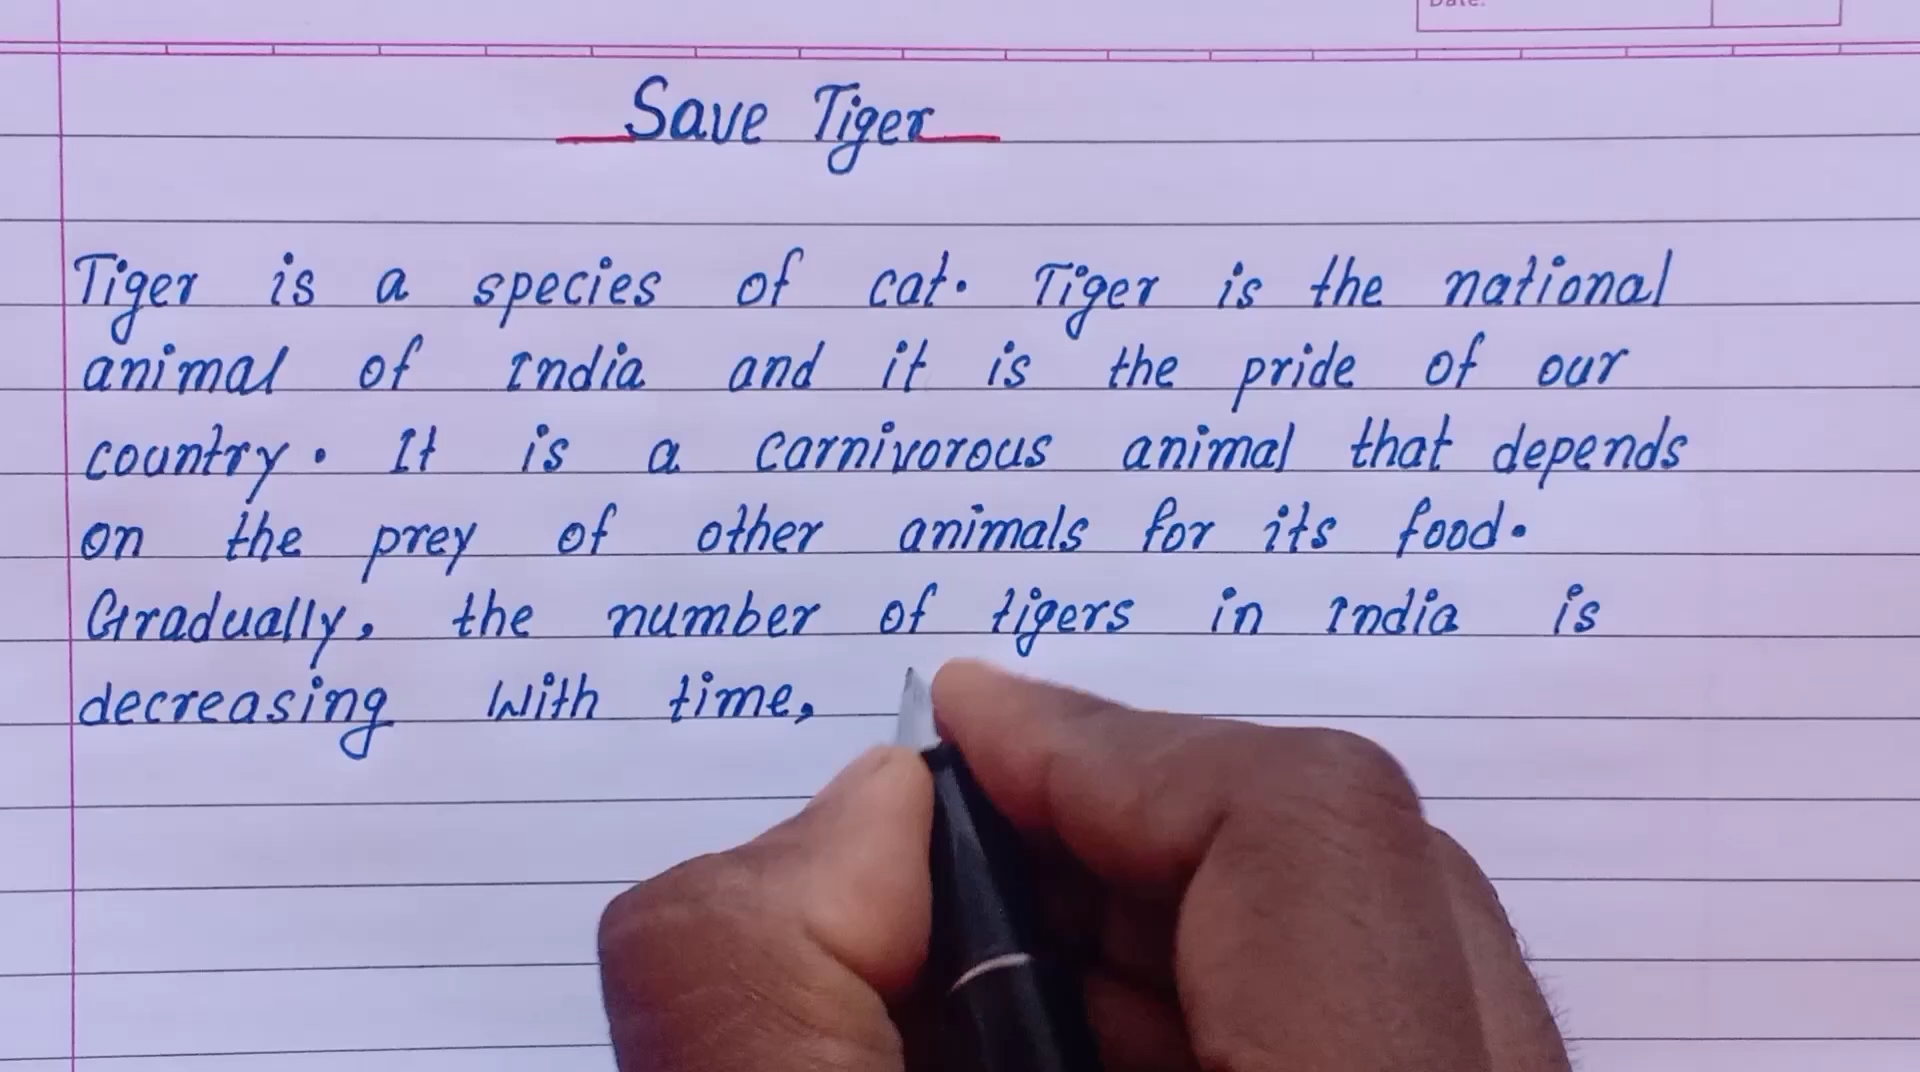 Save Tiger
Tiger is a species of cat. Tiger is the national
animal of India and it is the pride of our
country. It is a carnivorous animal that depends
on the prey of other animals for its food.
Gradually, the number of tigers in India is
decreasing with time,